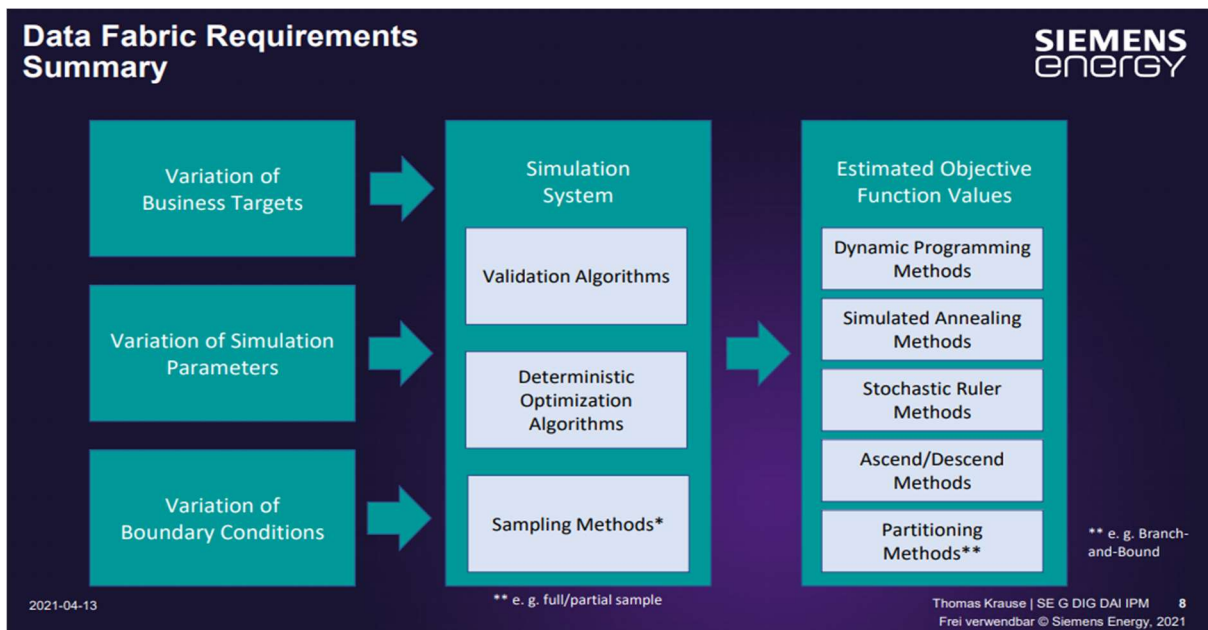 Data Fabric Requirements
Summary
SIEMENS
energy
Variation of
Business Targets
Variation of Simulation
Parameters
Variation of
Boundary Conditions
Simulation
System
Validation Algorithms
Deterministic
Optimization
Algorithms
Sampling Methods*
** e. g. full/partial sample
Estimated Objective
Function Values
Dynamic Programming
Methods
Simulated Annealing
Methods
Stochastic Ruler
Methods
Ascend/Descend
Methods
Partitioning
Methods**
** e. g. Branch-
and-Bound
2021-04-13
Thomas Krause | SE G DIG DAI IPM 8
Frei verwendbar © Siemens Energy, 2021